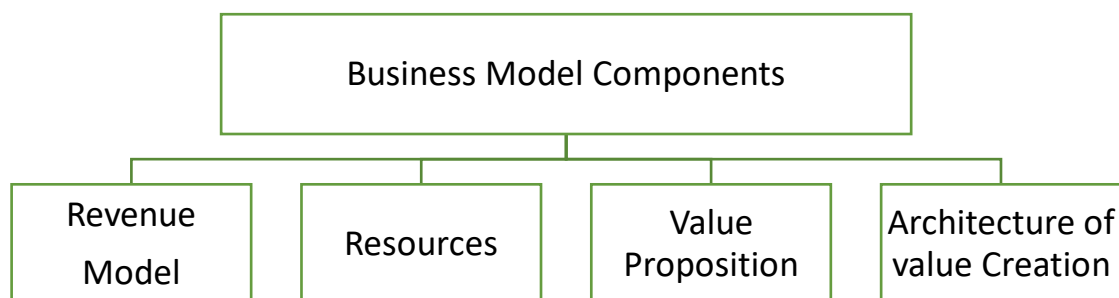 Business Model Components
Revenue
Model
Resources
Value
Proposition
Architecture of
value Creation